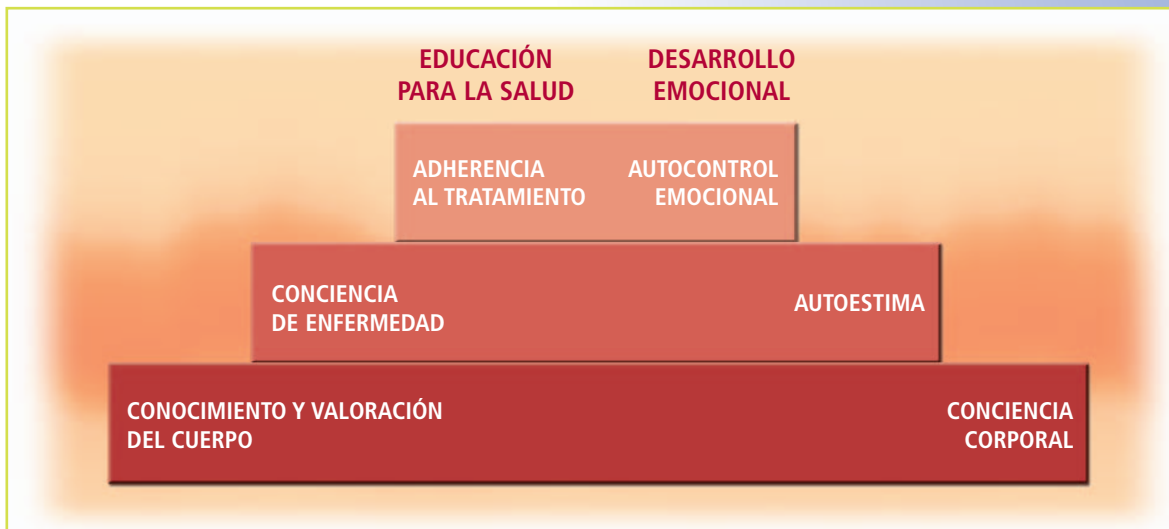 EDUCACIÓN
PARA LA SALUD
DESARROLLO
EMOCIONAL
ADHERENCIA
AL TRATAMIENTO
AUTOCONTROL
EMOCIONAL
CONCIENCIA
DE ENFERMEDAD
AUTOESTIMA
CONOCIMIENTO Y VALORACIÓN
DEL CUERPO
CONCIENCIA
CORPORAL